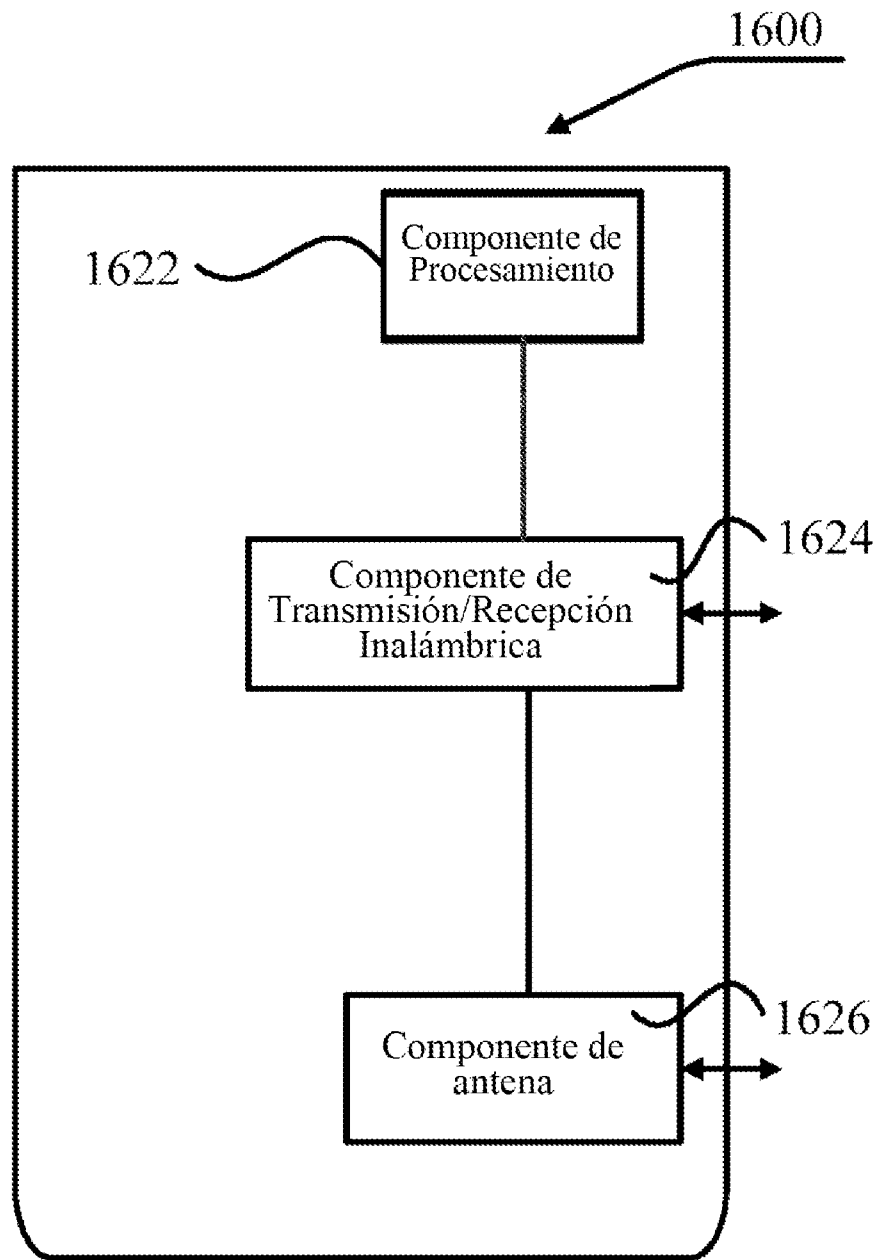 1600
Componente de
Procesamiento
1622
1624
Componente de
Transmisión/Recepción
Inalámbrica
1626
Componente de
antena